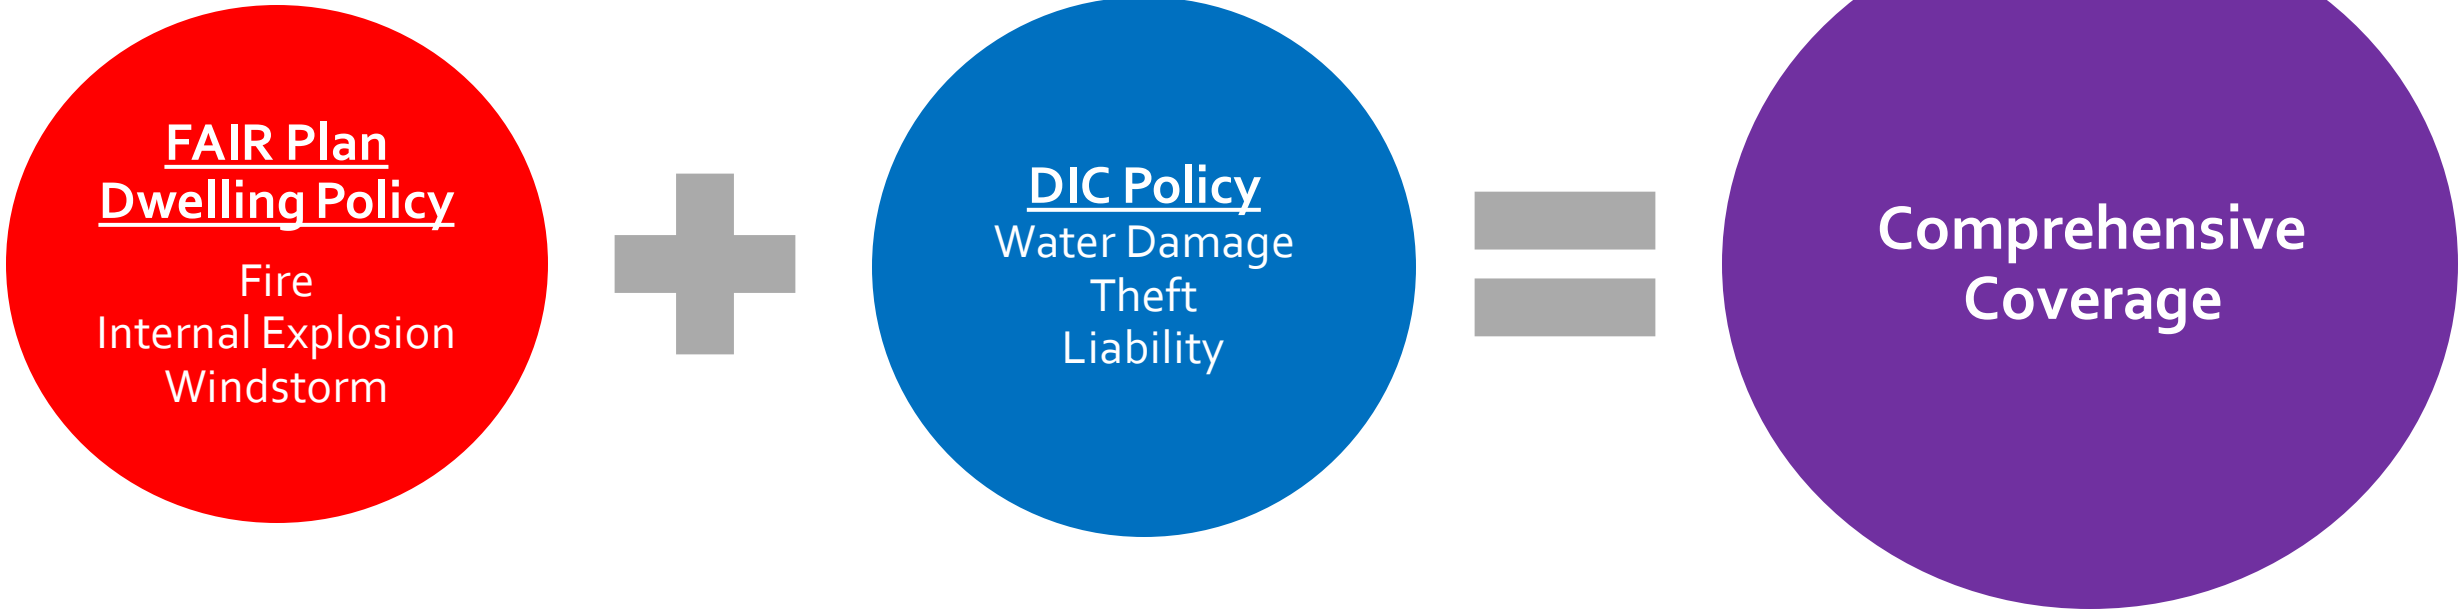 FAIR Plan
Dwelling Policy
Fire
Internal Explosion
Windstorm
DIC Policy
Water Damage
Theft
Liability
Comprehensive
Coverage